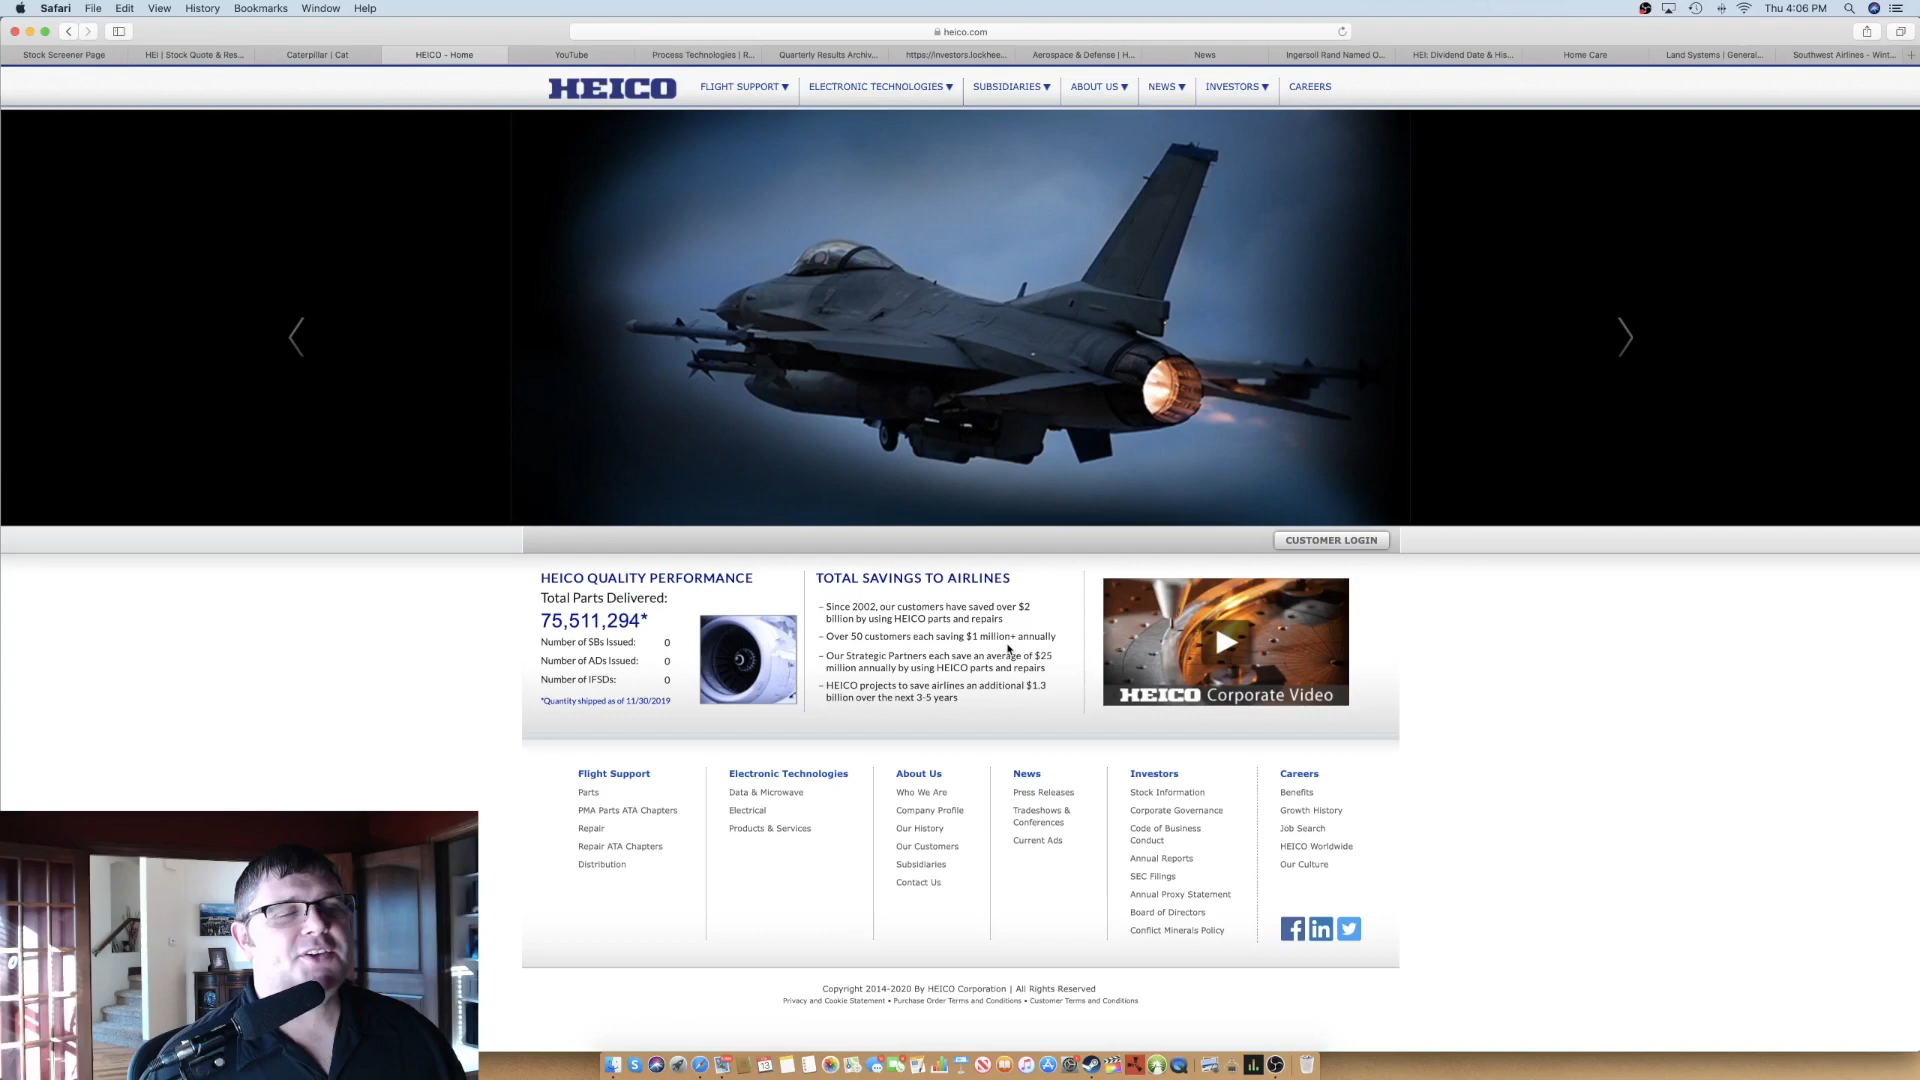 Safari File Edit View History Bookmarks Window Help Thu 4:06 PM
heico.com
Stock Screener Page HEI | Stock Quote & Res... Caterpillar | Cat HEICO - Home YouTube Process Technologies | R... Quarterly Results Archiv... https://investors.lockhee... Aerospace & Defense | H... News Ingersoll Rand Named O... HEI: Dividend Date & His... Home Care Land Systems | General... Southwest Airlines - Wint...
HEICO FLIGHT SUPPORT ▼ ELECTRONIC TECHNOLOGIES ▼ SUBSIDIARIES ▼ ABOUT US ▼ NEWS ▼ INVESTORS ▼ CAREERS
CUSTOMER LOGIN
HEICO QUALITY PERFORMANCE
Total Parts Delivered:
75,511,294*
Number of SBs Issued: 0
Number of ADs Issued: 0
Number of IFSDs: 0
*Quantity shipped as of 11/30/2019
TOTAL SAVINGS TO AIRLINES
– Since 2002, our customers have saved over $2
billion by using HEICO parts and repairs
– Over 50 customers each saving $1 million+ annually
– Our Strategic Partners each save an average of $25
million annually by using HEICO parts and repairs
– HEICO projects to save airlines an additional $1.3
billion over the next 3-5 years
HEICO Corporate Video
Flight Support
Parts
PMA Parts ATA Chapters
Repair
Repair ATA Chapters
Distribution
Electronic Technologies
Data & Microwave
Electrical
Products & Services
About Us
Who We Are
Company Profile
Our History
Our Customers
Subsidiaries
Contact Us
News
Press Releases
Tradeshows &
Conferences
Current Ads
Investors
Stock Information
Corporate Governance
Code of Business
Conduct
Annual Reports
SEC Filings
Annual Proxy Statement
Board of Directors
Conflict Minerals Policy
Careers
Benefits
Growth History
Job Search
HEICO Worldwide
Our Culture
Copyright 2014-2020 By HEICO Corporation | All Rights Reserved
Privacy and Cookie Statement • Purchase Order Terms and Conditions • Customer Terms and Conditions
13